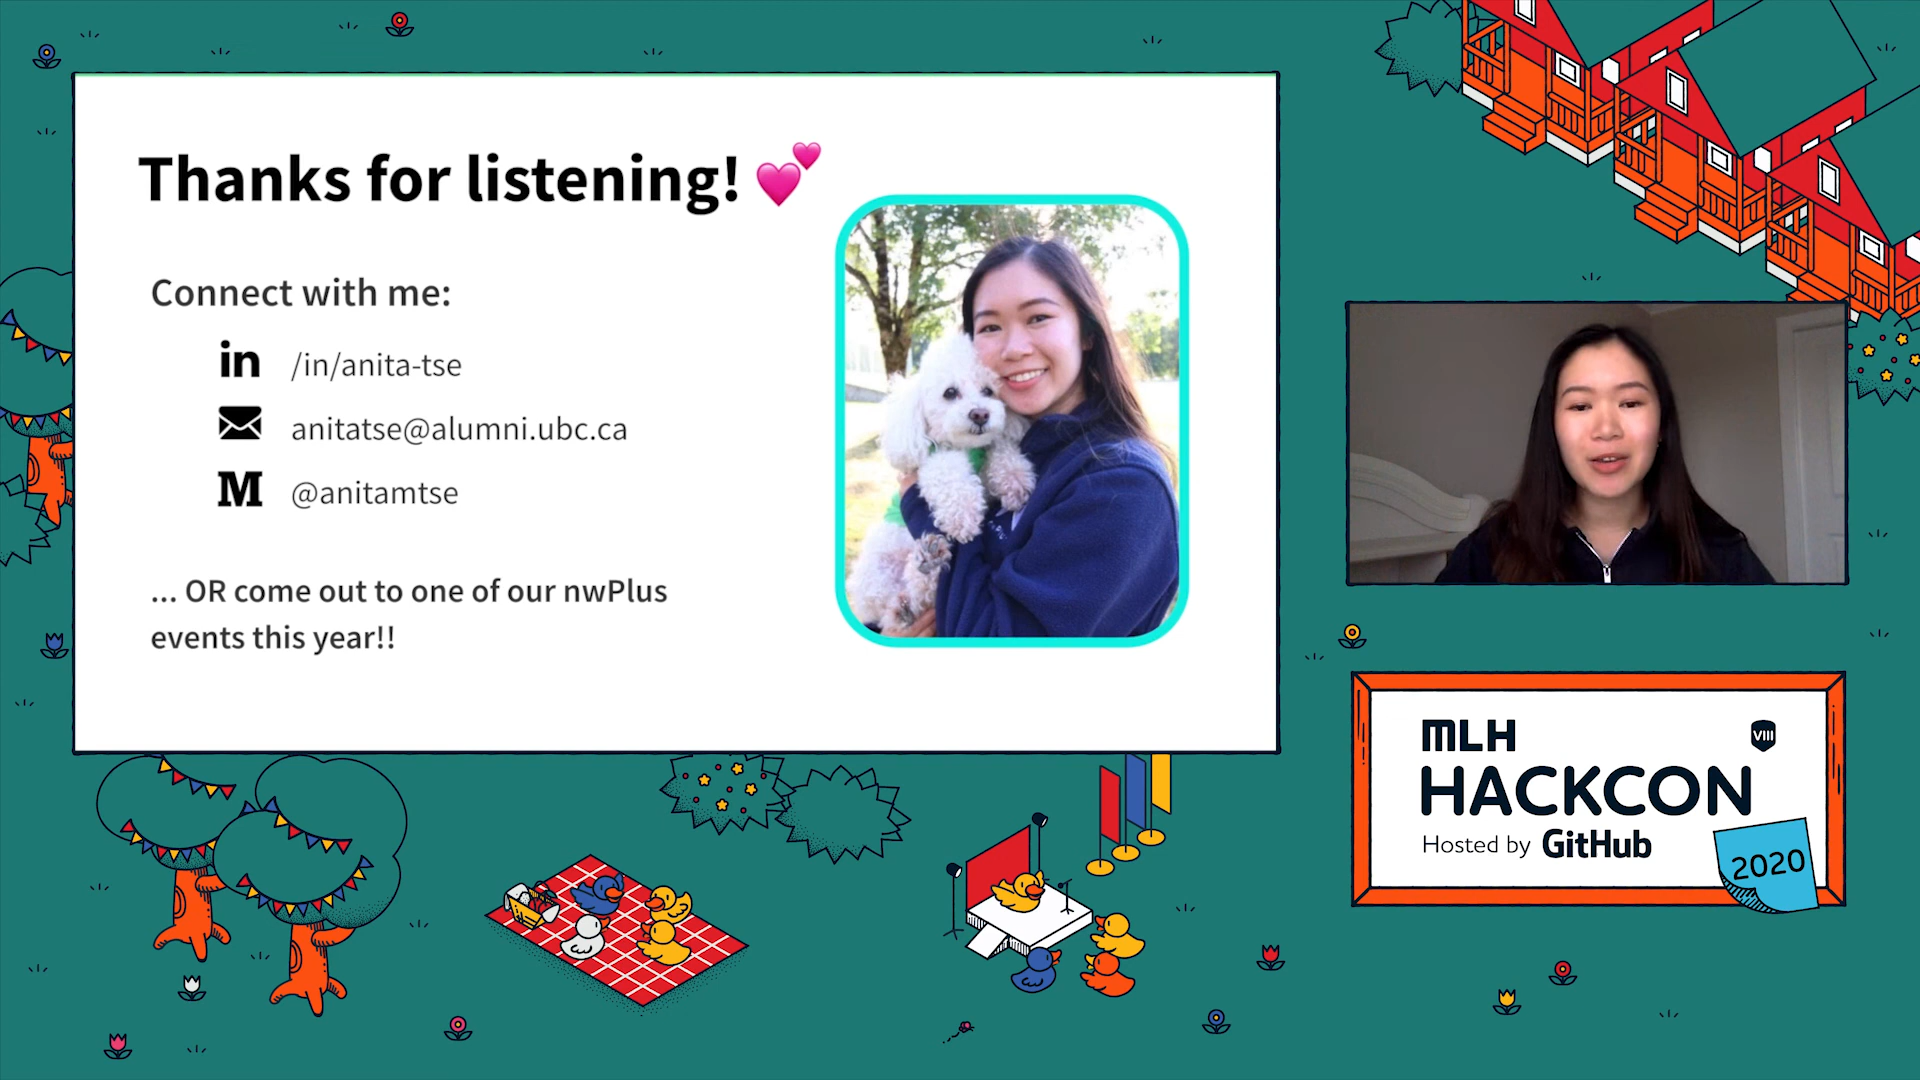 Thanks for listening! 💕
Connect with me:
in /in/anita-tse
anitatse@alumni.ubc.ca
M @anitamtse
... OR come out to one of our nwPlus
events this year!!
MLH
VIII
HACKCON
Hosted by GitHub
2020